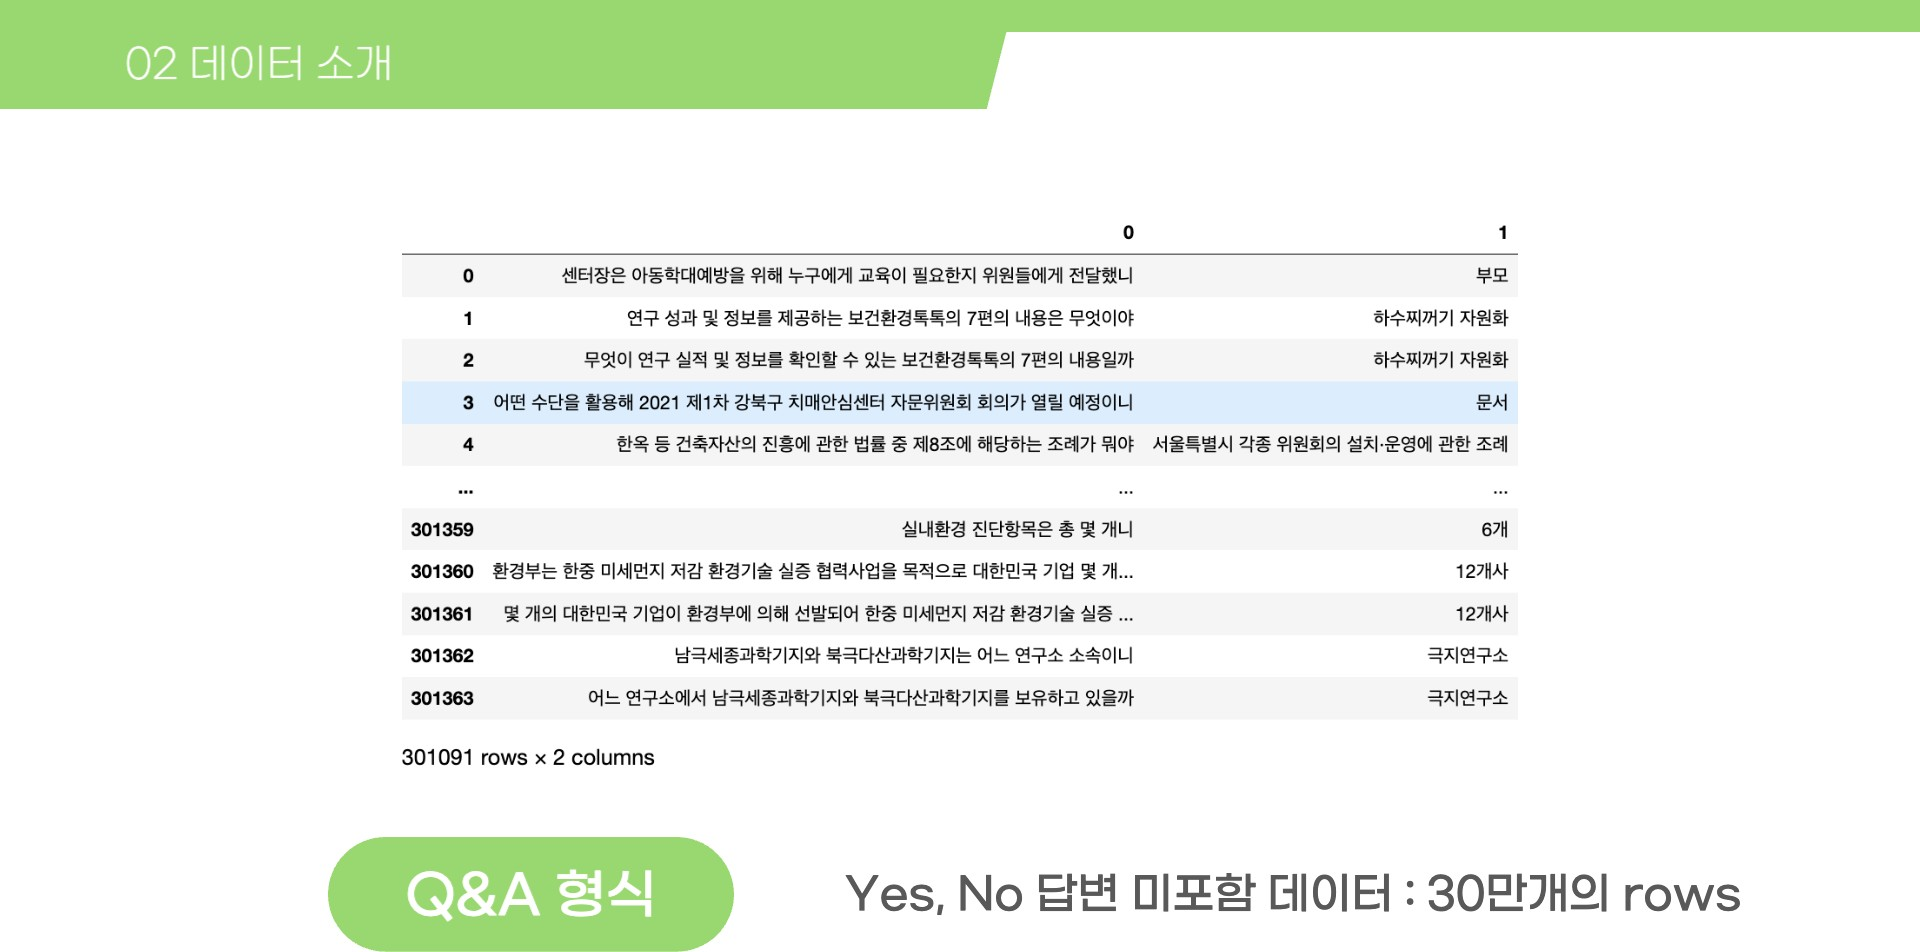 02 데이터 소개
0 1
0 센터장은 아동학대예방을 위해 누구에게 교육이 필요한지 위원들에게 전달했니 부모
1 연구 성과 및 정보를 제공하는 보건환경톡톡의 7편의 내용은 무엇이야 하수찌꺼기 자원화
2 무엇이 연구 실적 및 정보를 확인할 수 있는 보건환경톡톡의 7편의 내용일까 하수찌꺼기 자원화
3 어떤 수단을 활용해 2021 제1차 강북구 치매안심센터 자문위원회 회의가 열릴 예정이니 문서
4 한옥 등 건축자산의 진흥에 관한 법률 중 제8조에 해당하는 조례가 뭐야 서울특별시 각종 위원회의 설치·운영에 관한 조례
... ... ...
301359 실내환경 진단항목은 총 몇 개니 6개
301360 환경부는 한중 미세먼지 저감 환경기술 실증 협력사업을 목적으로 대한민국 기업 몇 개... 12개사
301361 몇 개의 대한민국 기업이 환경부에 의해 선발되어 한중 미세먼지 저감 환경기술 실증 ... 12개사
301362 남극세종과학기지와 북극다산과학기지는 어느 연구소 소속이니 극지연구소
301363 어느 연구소에서 남극세종과학기지와 북극다산과학기지를 보유하고 있을까 극지연구소
301091 rows × 2 columns
Q&A 형식
Yes, No 답변 미포함 데이터 : 30만개의 rows